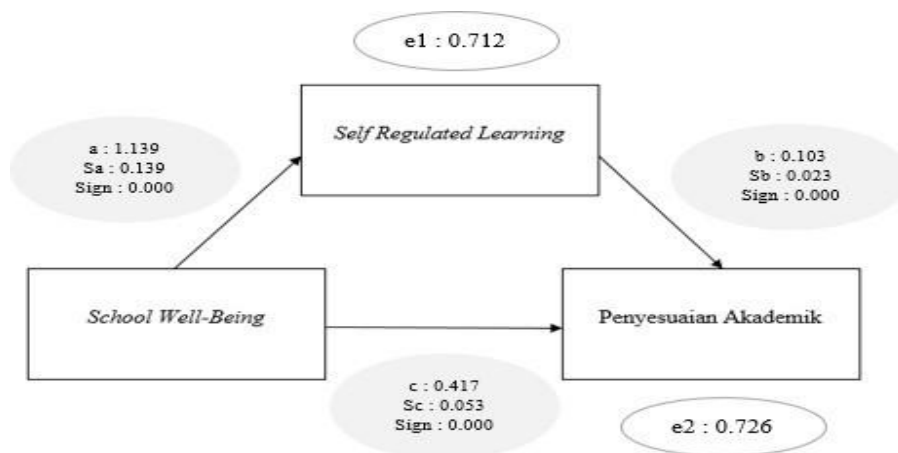 e1 : 0.712
Self Regulated Learning
a : 1.139
Sa : 0.139
Sign : 0.000
b : 0.103
Sb : 0.023
Sign : 0.000
School Well-Being
Penyesuaian Akademik
c : 0.417
Sc : 0.053
Sign : 0.000
e2 : 0.726